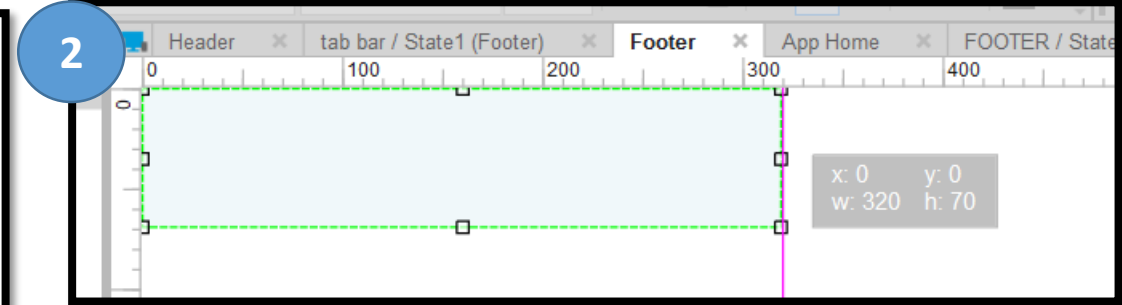 2
Header tab bar / State1 (Footer) Footer App Home FOOTER / State
0 100 200 300 400
0
x: 0 y: 0
w: 320 h: 70